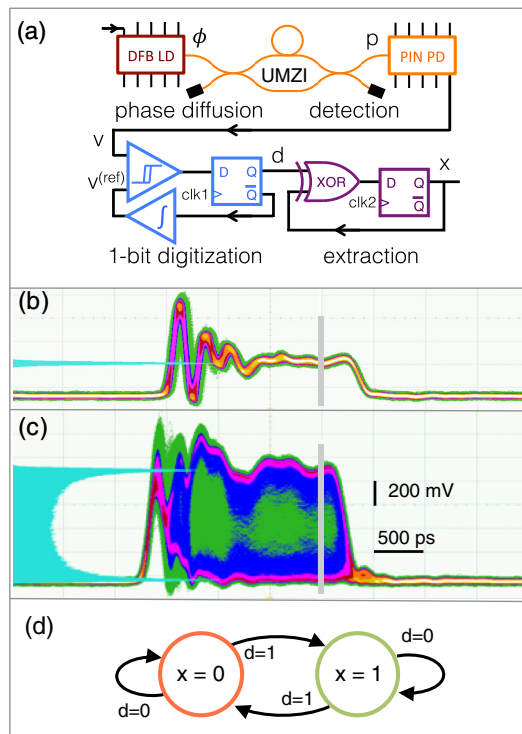 (a)
DFB LD
ϕ
UMZI
p
PIN PD
phase diffusion
detection
v
v(ref)
D Q
Q
clk1
d
XOR
D Q
Q
clk2
x
1-bit digitization
extraction
(b)
(c)
200 mV
500 ps
(d)
x = 0
x = 1
d=1
d=0
d=0
d=1